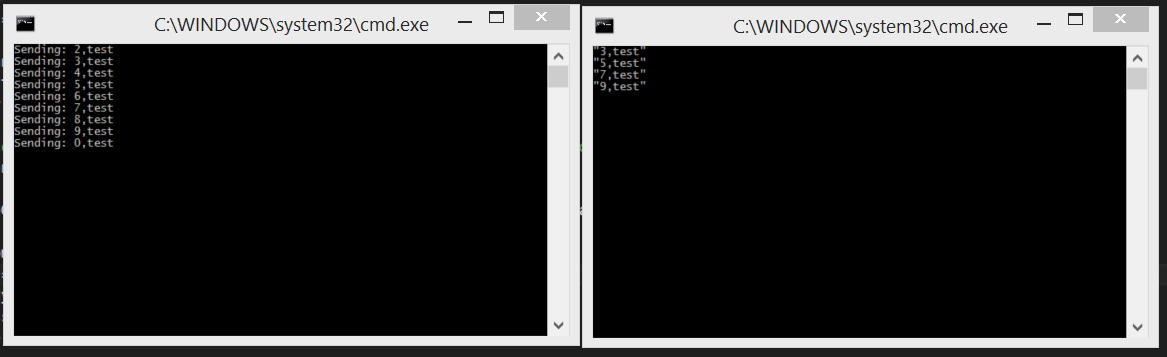 C:\WINDOWS\system32\cmd.exe
Sending: 2,test
Sending: 3,test
Sending: 4,test
Sending: 5,test
Sending: 6,test
Sending: 7,test
Sending: 8,test
Sending: 9,test
Sending: 0,test
C:\WINDOWS\system32\cmd.exe
"3,test"
"5,test"
"7,test"
"9,test"